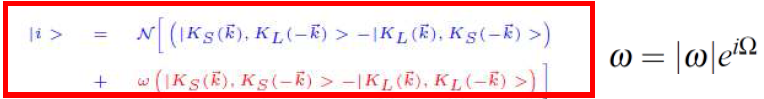 |i > = 𝒩[ (|K_S(k⃗), K_L(−k⃗) > −|K_L(k⃗), K_S(−k⃗) >)
+ ω (|K_S(k⃗), K_S(−k⃗) > −|K_L(k⃗), K_L(−k⃗) >) ]
ω = |ω|e^{iΩ}